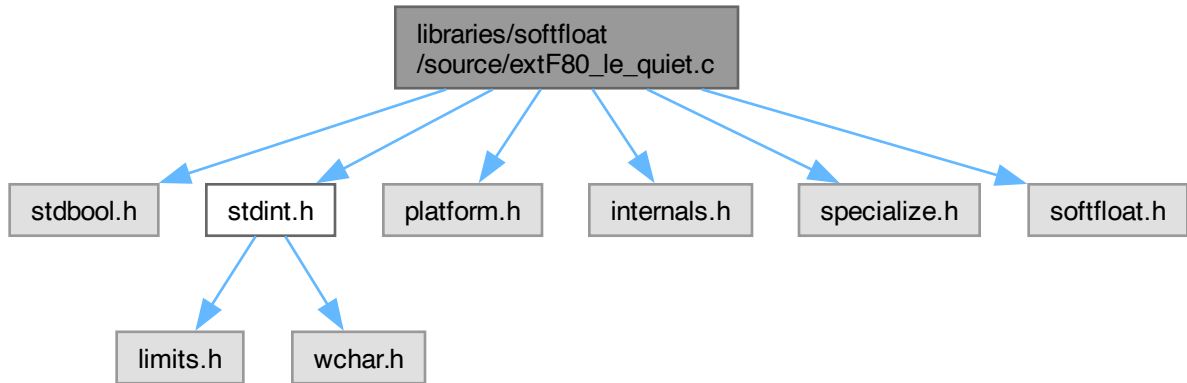 libraries/softfloat
/source/extF80_le_quiet.c
stdbool.h
stdint.h
platform.h
internals.h
specialize.h
softfloat.h
limits.h
wchar.h